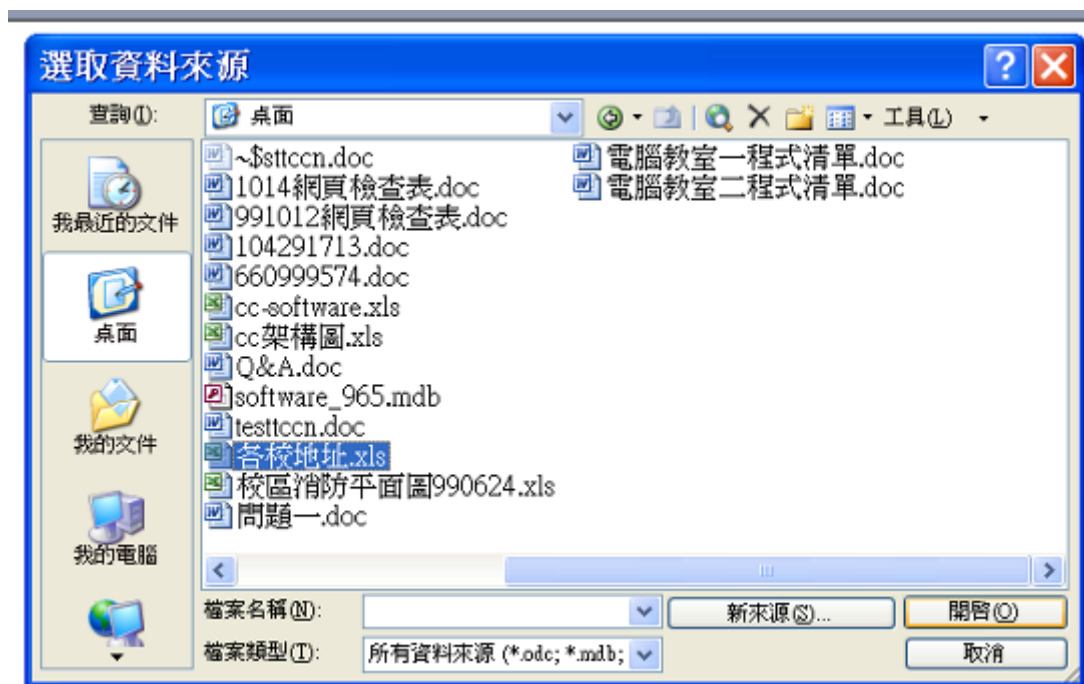 選取資料來源
查詢(I):
桌面
工具(L)
我最近的文件
桌面
我的文件
我的電腦
~$sttccn.doc
1014網頁檢查表.doc
991012網頁檢查表.doc
104291713.doc
660999574.doc
cc-software.xls
cc架構圖.xls
Q&A.doc
software_965.mdb
testtccn.doc
各校地址.xls
校區消防平面圖990624.xls
問題一.doc
電腦教室一程式清單.doc
電腦教室二程式清單.doc
檔案名稱(N):
新來源(S)...
開啟(O)
檔案類型(T):
所有資料來源 (*.odc; *.mdb;
取消